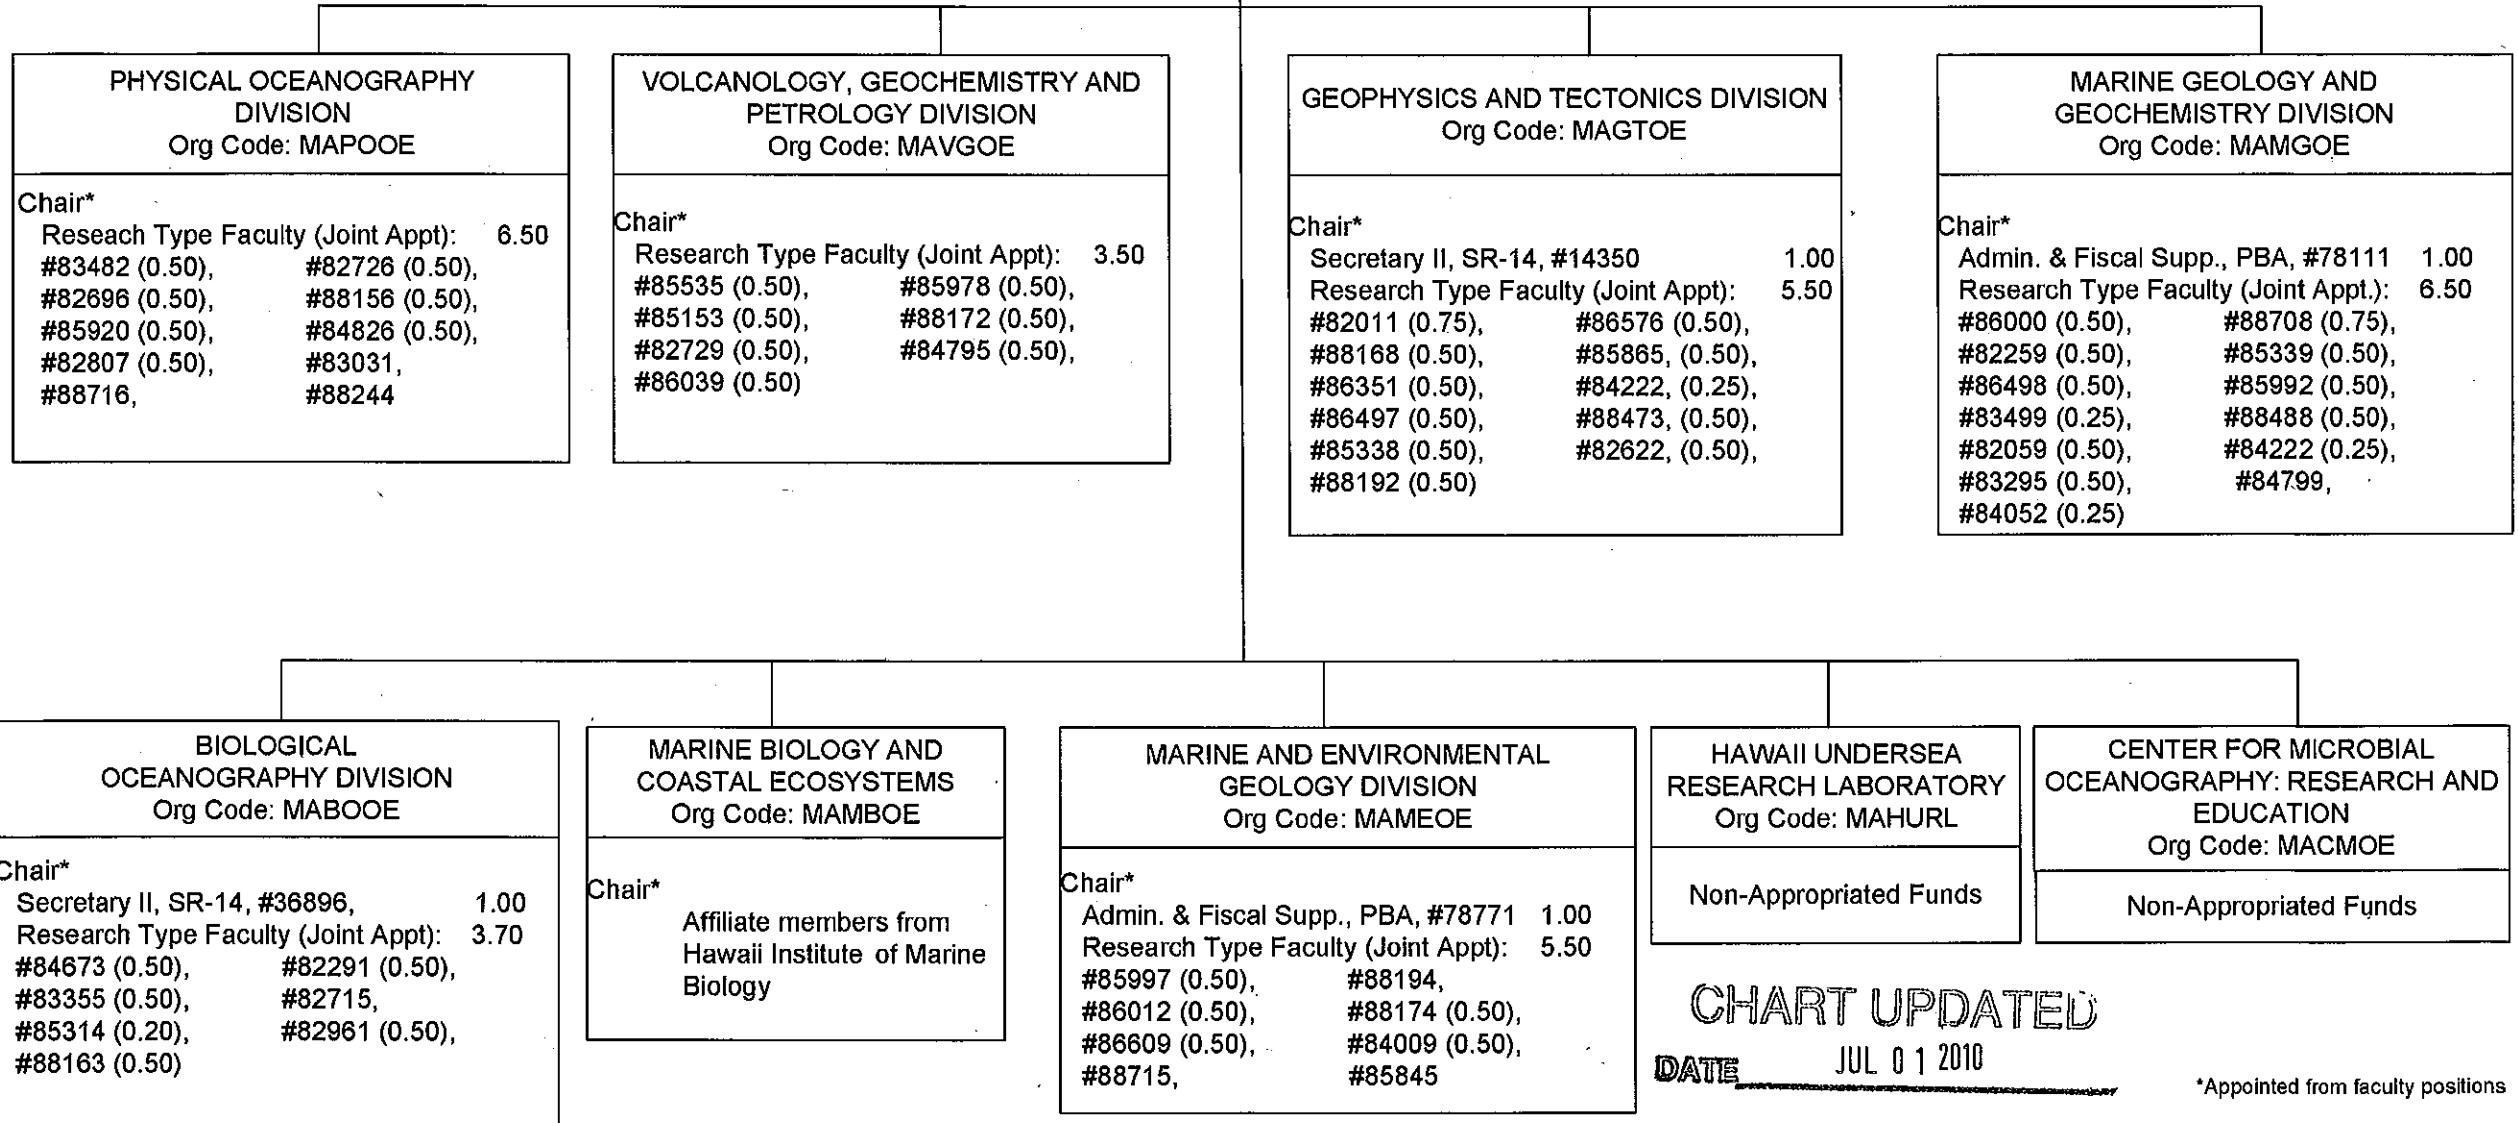 PHYSICAL OCEANOGRAPHY
DIVISION
Org Code: MAPOOE
Chair*
Reseach Type Faculty (Joint Appt): 6.50
#83482 (0.50), #82726 (0.50),
#82696 (0.50), #88156 (0.50),
#85920 (0.50), #84826 (0.50),
#82807 (0.50), #83031,
#88716, #88244
VOLCANOLOGY, GEOCHEMISTRY AND
PETROLOGY DIVISION
Org Code: MAVGOE
Chair*
Research Type Faculty (Joint Appt): 3.50
#85535 (0.50), #85978 (0.50),
#85153 (0.50), #88172 (0.50),
#82729 (0.50), #84795 (0.50),
#86039 (0.50)
GEOPHYSICS AND TECTONICS DIVISION
Org Code: MAGTOE
Chair*
Secretary II, SR-14, #14350 1.00
Research Type Faculty (Joint Appt): 5.50
#82011 (0.75), #86576 (0.50),
#88168 (0.50), #85865, (0.50),
#86351 (0.50), #84222, (0.25),
#86497 (0.50), #88473, (0.50),
#85338 (0.50), #82622, (0.50),
#88192 (0.50)
MARINE GEOLOGY AND
GEOCHEMISTRY DIVISION
Org Code: MAMGOE
Chair*
Admin. & Fiscal Supp., PBA, #78111 1.00
Research Type Faculty (Joint Appt.): 6.50
#86000 (0.50), #88708 (0.75),
#82259 (0.50), #85339 (0.50),
#86498 (0.50), #85992 (0.50),
#83499 (0.25), #88488 (0.50),
#82059 (0.50), #84222 (0.25),
#83295 (0.50), #84799,
#84052 (0.25)
BIOLOGICAL
OCEANOGRAPHY DIVISION
Org Code: MABOOE
Chair*
Secretary II, SR-14, #36896, 1.00
Research Type Faculty (Joint Appt): 3.70
#84673 (0.50), #82291 (0.50),
#83355 (0.50), #82715,
#85314 (0.20), #82961 (0.50),
#88163 (0.50)
MARINE BIOLOGY AND
COASTAL ECOSYSTEMS
Org Code: MAMBOE
Chair*
Affiliate members from
Hawaii Institute of Marine
Biology
MARINE AND ENVIRONMENTAL
GEOLOGY DIVISION
Org Code: MAMEOE
Chair*
Admin. & Fiscal Supp., PBA, #78771 1.00
Research Type Faculty (Joint Appt): 5.50
#85997 (0.50), #88194,
#86012 (0.50), #88174 (0.50),
#86609 (0.50), #84009 (0.50),
#88715, #85845
HAWAII UNDERSEA
RESEARCH LABORATORY
Org Code: MAHURL
Non-Appropriated Funds
CENTER FOR MICROBIAL
OCEANOGRAPHY: RESEARCH AND
EDUCATION
Org Code: MACMOE
Non-Appropriated Funds
CHART UPDATED
DATE JUL 01 2010
*Appointed from faculty positions